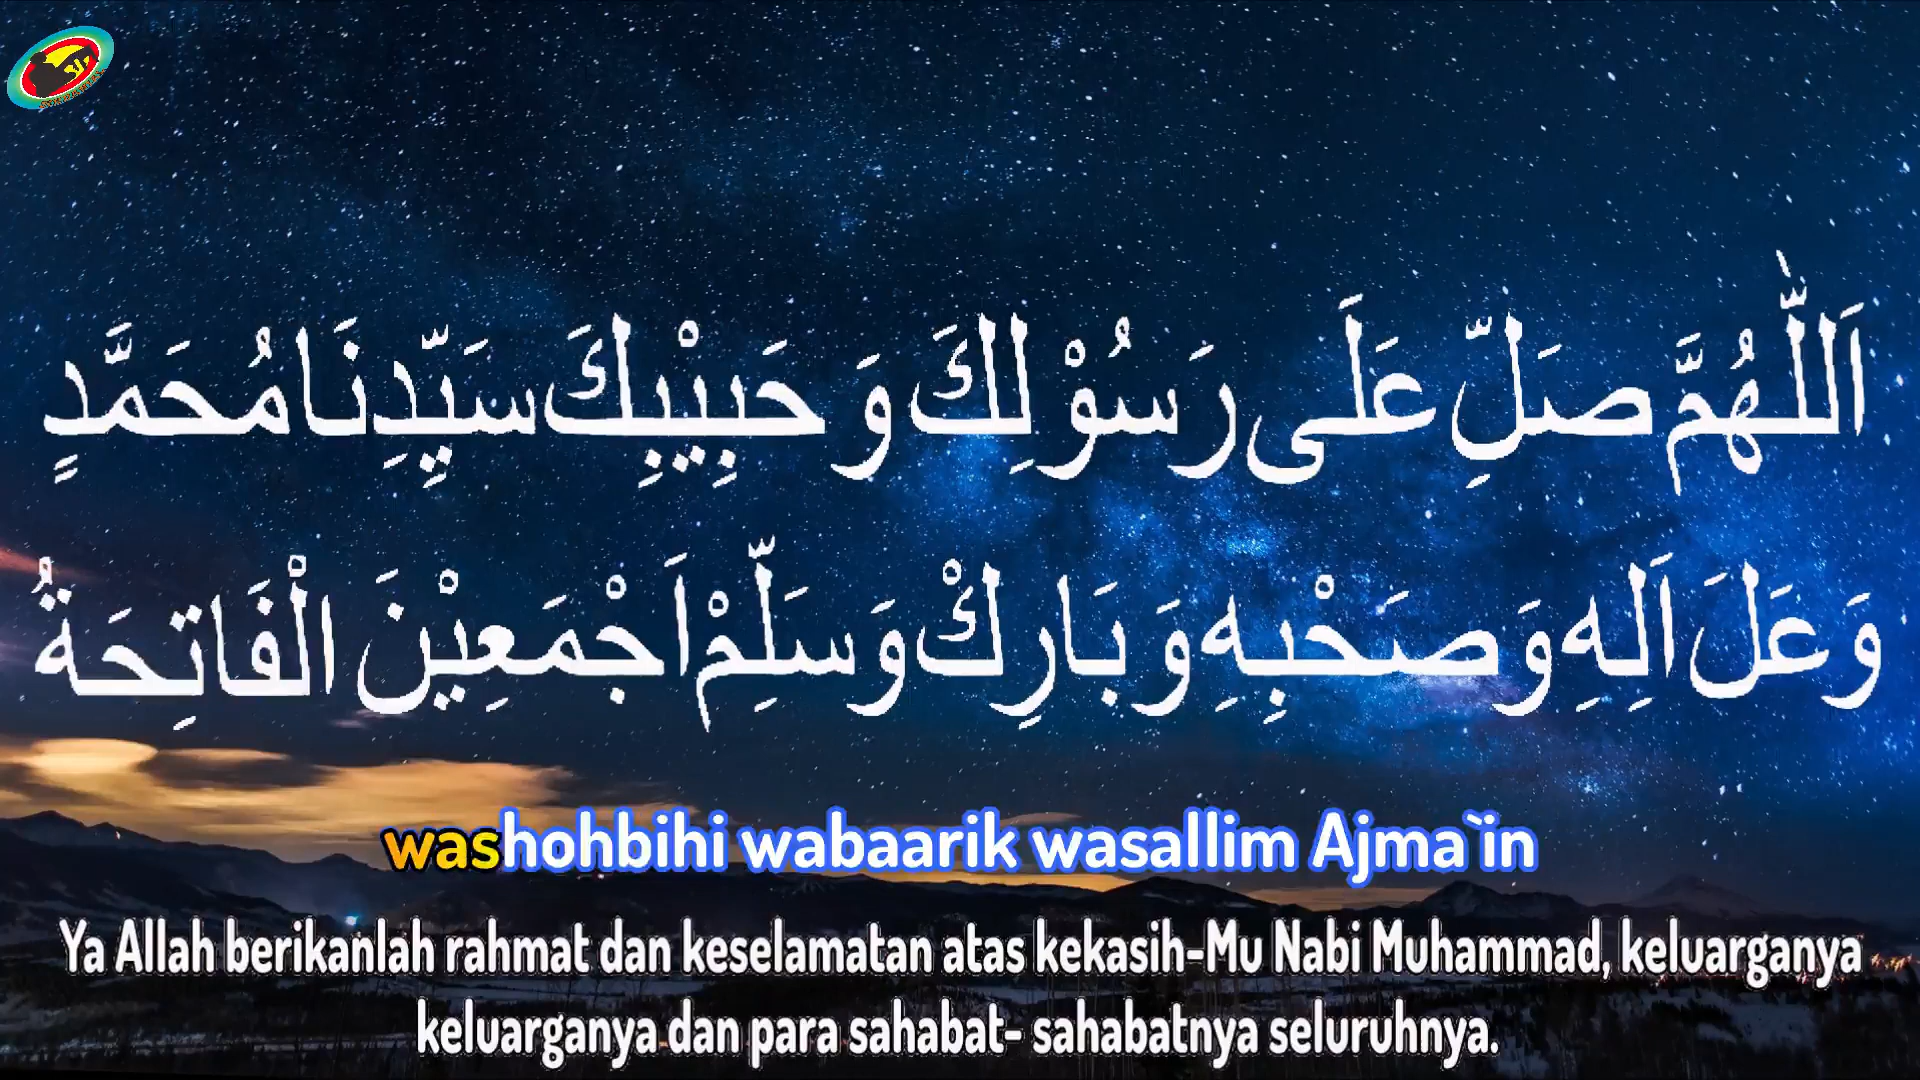 اَللّٰهُمَّ صَلِّ عَلَى رَسُوْلِكَ وَ حَبِيْبِكَ سَيِّدِنَا مُحَمَّدٍ
وَعَلَ اَلِهِ وَصَحْبِهِ وَبَارِكْ وَسَلِّمْ اَجْمَعِيْنَ الْفَاتِحَةُ
washohbihi wabaarik wasallim Ajma`in
Ya Allah berikanlah rahmat dan keselamatan atas kekasih-Mu Nabi Muhammad, keluarganya
keluarganya dan para sahabat- sahabatnya seluruhnya.